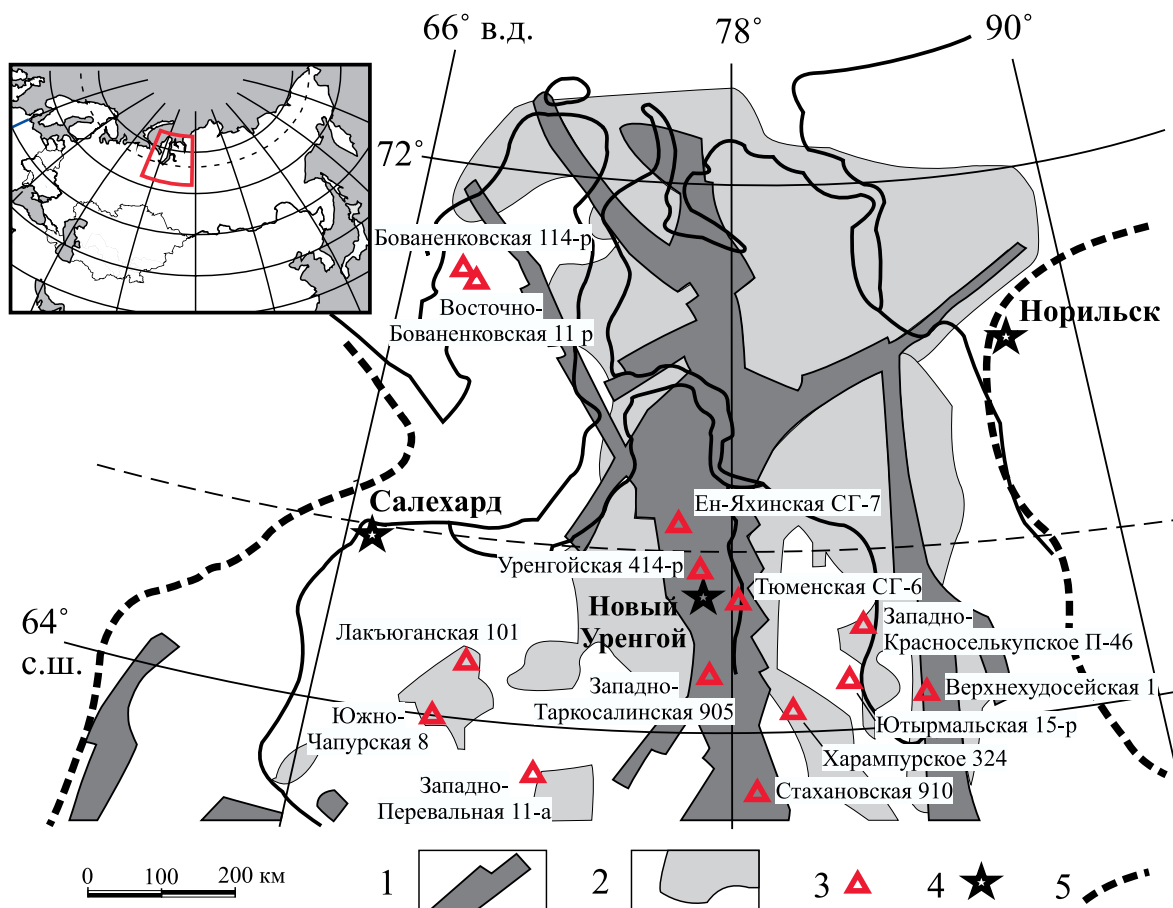 66˚ в.д.
78˚
90˚
72˚
Бованенковская 114-р
Восточно-
Бованенковская 11 р
Норильск
Салехард
Ен-Яхинская СГ-7
Уренгойская 414-р
Тюменская СГ-6
Новый
Уренгой
Западно-
Красноселькупское П-46
64˚
с.ш.
Лакъюганская 101
Западно-
Таркосалинская 905
Верхнехудосейская 1
Южно-
Чапурская 8
Ютырмальская 15-р
Харампурское 324
Западно-
Перевальная 11-а
Стахановская 910
0 100 200 км
1 2 3 4 5